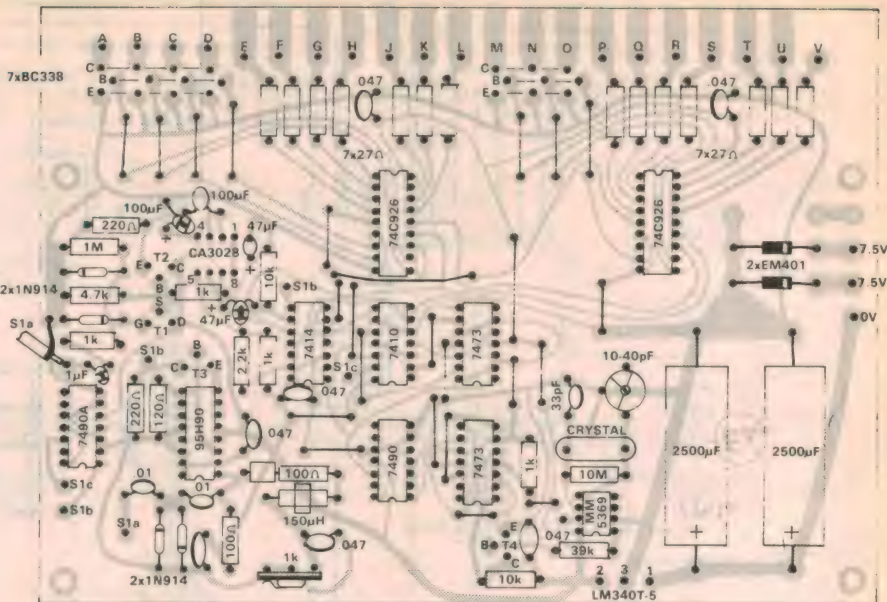 A B C D E F G H J K L M N O P Q R S T U V
7xBC338
C
B
E
047
C
B
E
047
7x27Ω
7x27Ω
100µF
100µF
220Ω
4
1
47µF
74C926
74C926
1M
T2
E
C
CA3028
10k
7.5V
2xEM401
2x1N914
4.7k
B
S
5
8
1k
S1b
7.5V
S1a
G
T1
D
47µF
0V
1k
S1b
B
C
T3
E
2.2k
1k
7414
S1c
7410
7473
10-40pF
1µF
047
33pF
7490A
220Ω
120Ω
95H90
047
7490
7473
CRYSTAL
2500µF
2500µF
1k
S1c
01
01
100Ω
10M
S1b
S1a
150µH
MM
5369
E
B
T4
C
047
39k
100Ω
1k
047
2x1N914
10k
2 3 1
LM340T-5
+
+